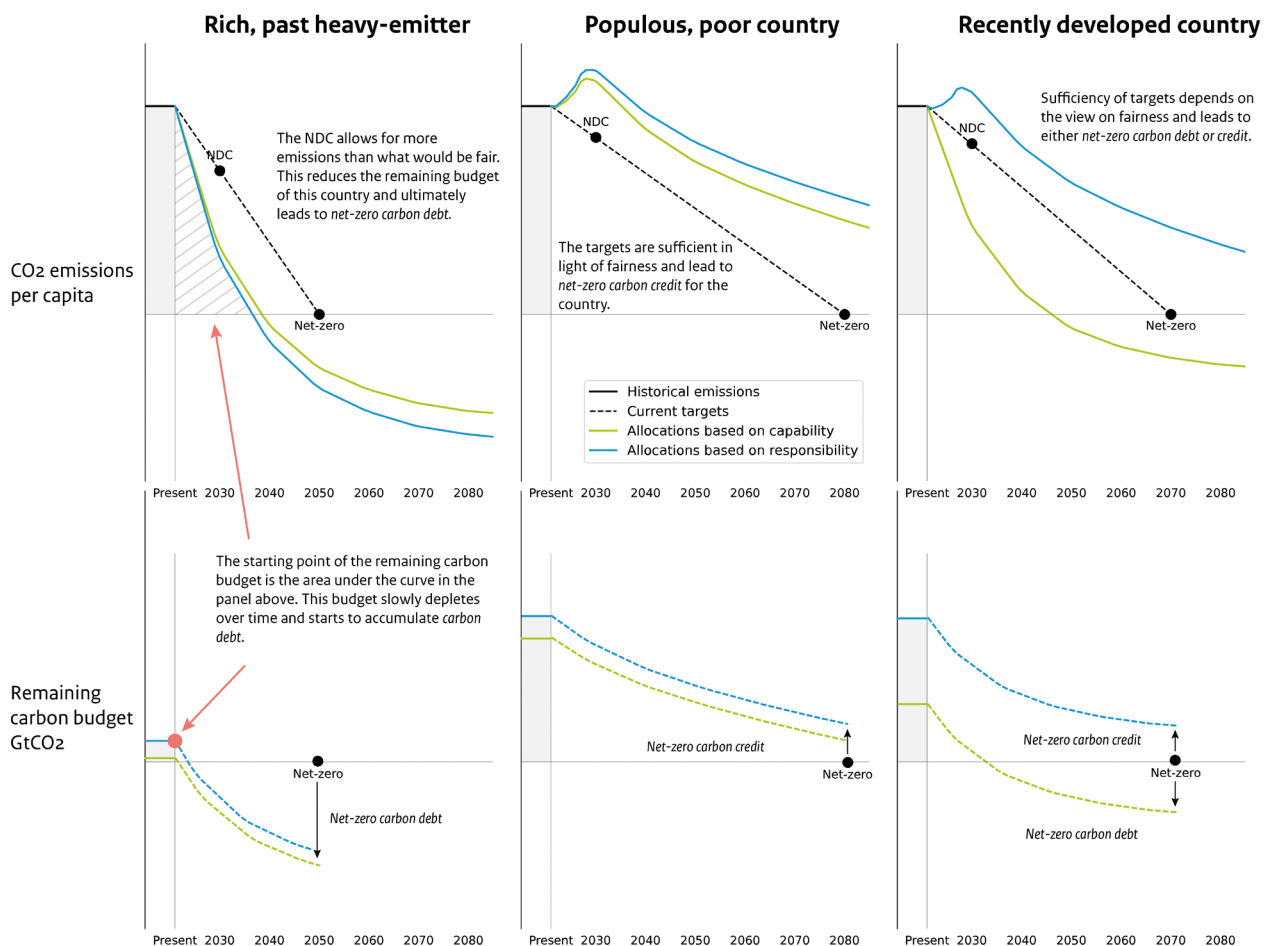 Rich, past heavy-emitter
Populous, poor country
Recently developed country
CO2 emissions
per capita
NDC
The NDC allows for more
emissions than what would be fair.
This reduces the remaining budget
of this country and ultimately
leads to net-zero carbon debt.
Net-zero
Present 2030 2040 2050 2060 2070 2080
NDC
The targets are sufficient in
light of fairness and lead to
net-zero carbon credit for the
country.
Net-zero
Historical emissions
Current targets
Allocations based on capability
Allocations based on responsibility
Present 2030 2040 2050 2060 2070 2080
Sufficiency of targets depends on
the view on fairness and leads to
either net-zero carbon debt or credit.
NDC
Net-zero
Present 2030 2040 2050 2060 2070 2080
Remaining
carbon budget
GtCO2
The starting point of the remaining carbon
budget is the area under the curve in the
panel above. This budget slowly depletes
over time and starts to accumulate carbon
debt.
Net-zero
Net-zero carbon debt
Present 2030 2040 2050 2060 2070 2080
Net-zero carbon credit
Net-zero
Present 2030 2040 2050 2060 2070 2080
Net-zero carbon credit
Net-zero
Net-zero carbon debt
Present 2030 2040 2050 2060 2070 2080